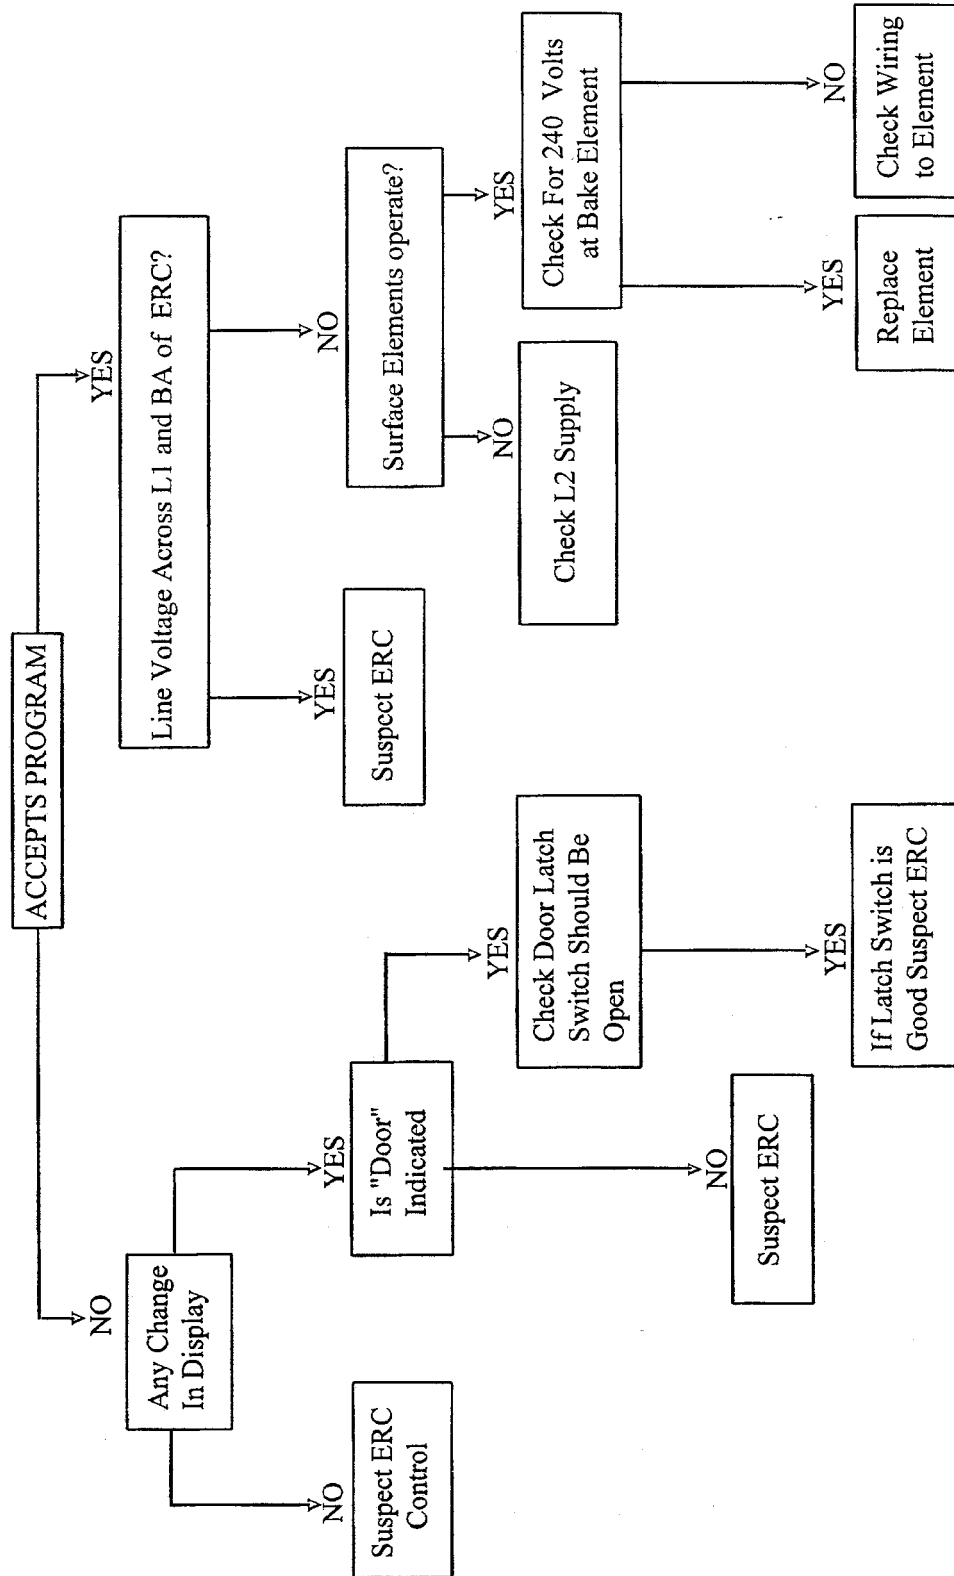 ACCEPTS PROGRAM
NO
YES
Any Change
In Display
Line Voltage Across L1 and BA of ERC?
NO
YES
YES
NO
Suspect ERC
Control
Is "Door"
Indicated
Suspect ERC
Surface Elements operate?
NO
YES
NO
YES
Suspect ERC
Check Door Latch
Switch Should Be
Open
Check L2 Supply
Check For 240 Volts
at Bake Element
YES
YES
NO
If Latch Switch is
Good Suspect ERC
Replace
Element
Check Wiring
to Element